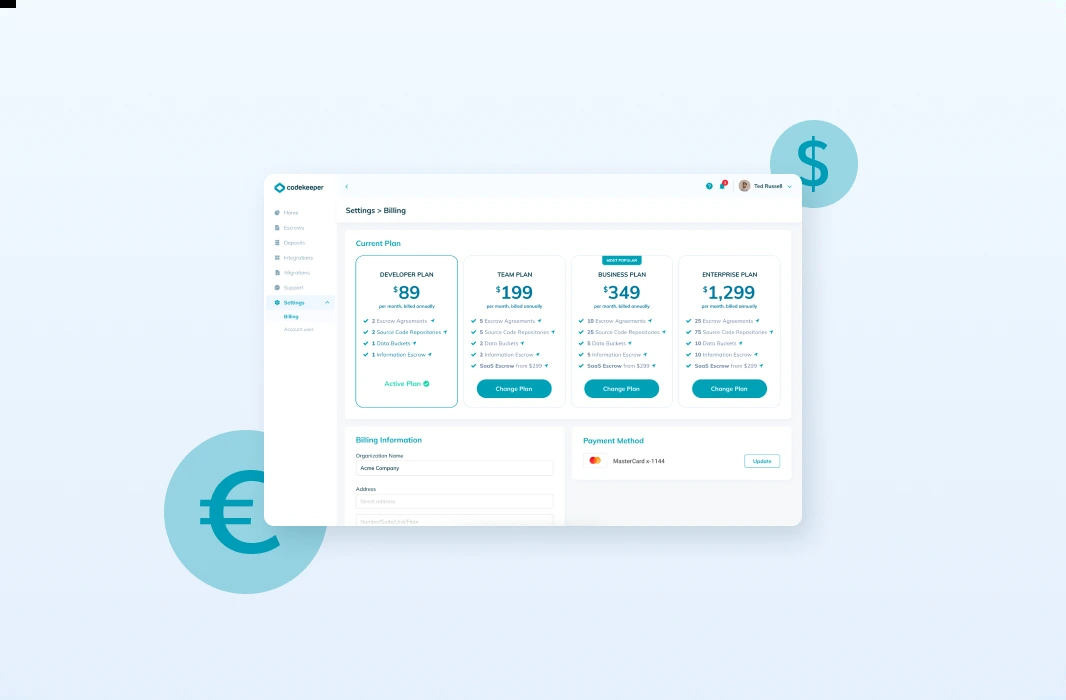 $
codekeeper
Ted Russell
Settings > Billing
Home
Escrows
Deposits
Integrations
Migrations
Support
Settings
Billing
Account user
Current Plan
DEVELOPER PLAN
$89
per month, billed annually
2 Escrow Agreements
2 Source Code Repositories
1 Data Buckets
1 Information Escrow
Active Plan
TEAM PLAN
$199
per month, billed annually
5 Escrow Agreements
5 Source Code Repositories
2 Data Buckets
2 Information Escrow
SaaS Escrow from $299
Change Plan
MOST POPULAR
BUSINESS PLAN
$349
per month, billed annually
10 Escrow Agreements
25 Source Code Repositories
5 Data Buckets
5 Information Escrow
SaaS Escrow from $299
Change Plan
ENTERPRISE PLAN
$1,299
per month, billed annually
25 Escrow Agreements
75 Source Code Repositories
10 Data Buckets
10 Information Escrow
SaaS Escrow from $299
Change Plan
Billing Information
Organization Name
Acme Company
Address
Street address
Number/Suite/Unit/Floor
Payment Method
MasterCard x-1144
Update
€